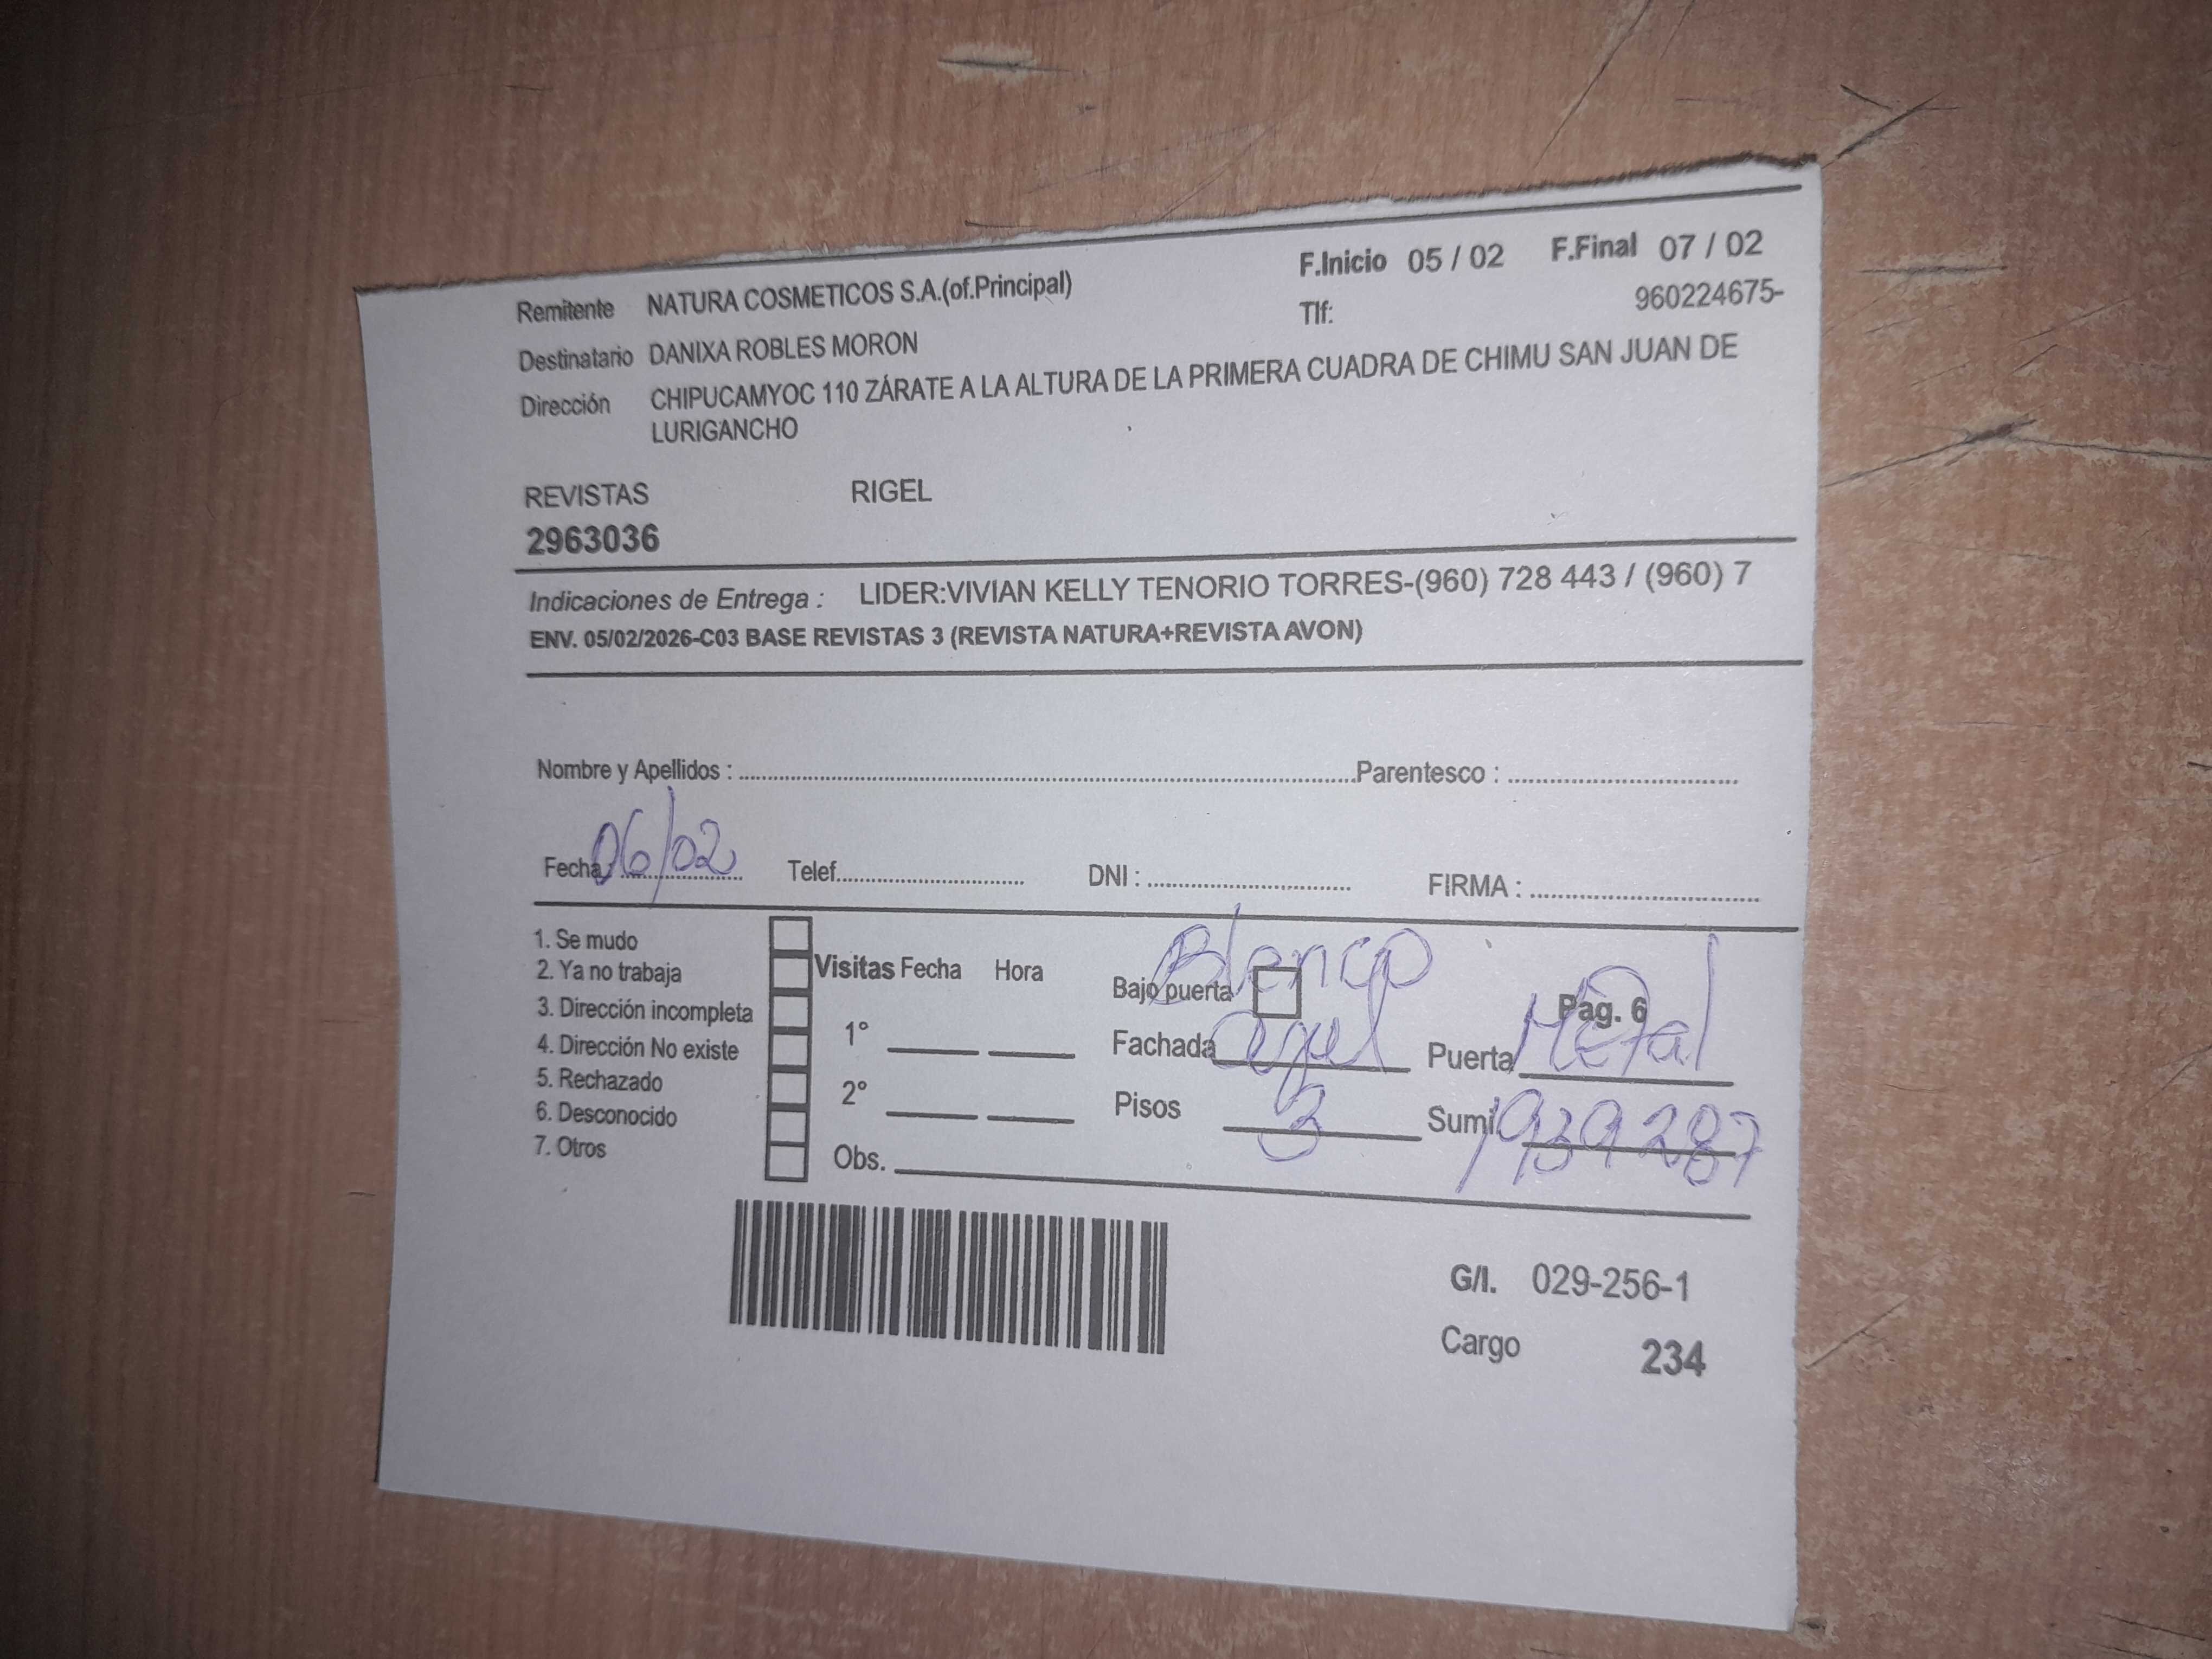 Remitente NATURA COSMETICOS S.A.(of.Principal) F.Inicio 05 / 02 F.Final 07 / 02
Tlf: 960224675-
Destinatario DANIXA ROBLES MORON
Dirección CHIPUCAMYOC 110 ZÁRATE A LA ALTURA DE LA PRIMERA CUADRA DE CHIMU SAN JUAN DE
LURIGANCHO
REVISTAS RIGEL
2963036
Indicaciones de Entrega : LIDER:VIVIAN KELLY TENORIO TORRES-(960) 728 443 / (960) 7
ENV. 05/02/2026-C03 BASE REVISTAS 3 (REVISTA NATURA+REVISTA AVON)
Nombre y Apellidos : Parentesco :
Fecha: 06/02 Telef. DNI : FIRMA :
1. Se mudo
2. Ya no trabaja
3. Dirección incompleta
4. Dirección No existe
5. Rechazado
6. Desconocido
7. Otros
Visitas Fecha Hora
1°
2°
Obs.
Blanco
Bajo puerta Pag. 6
Fachada azul Puerta Metal
Pisos 3 Sumi. 1939287
G/I. 029-256-1
Cargo 234